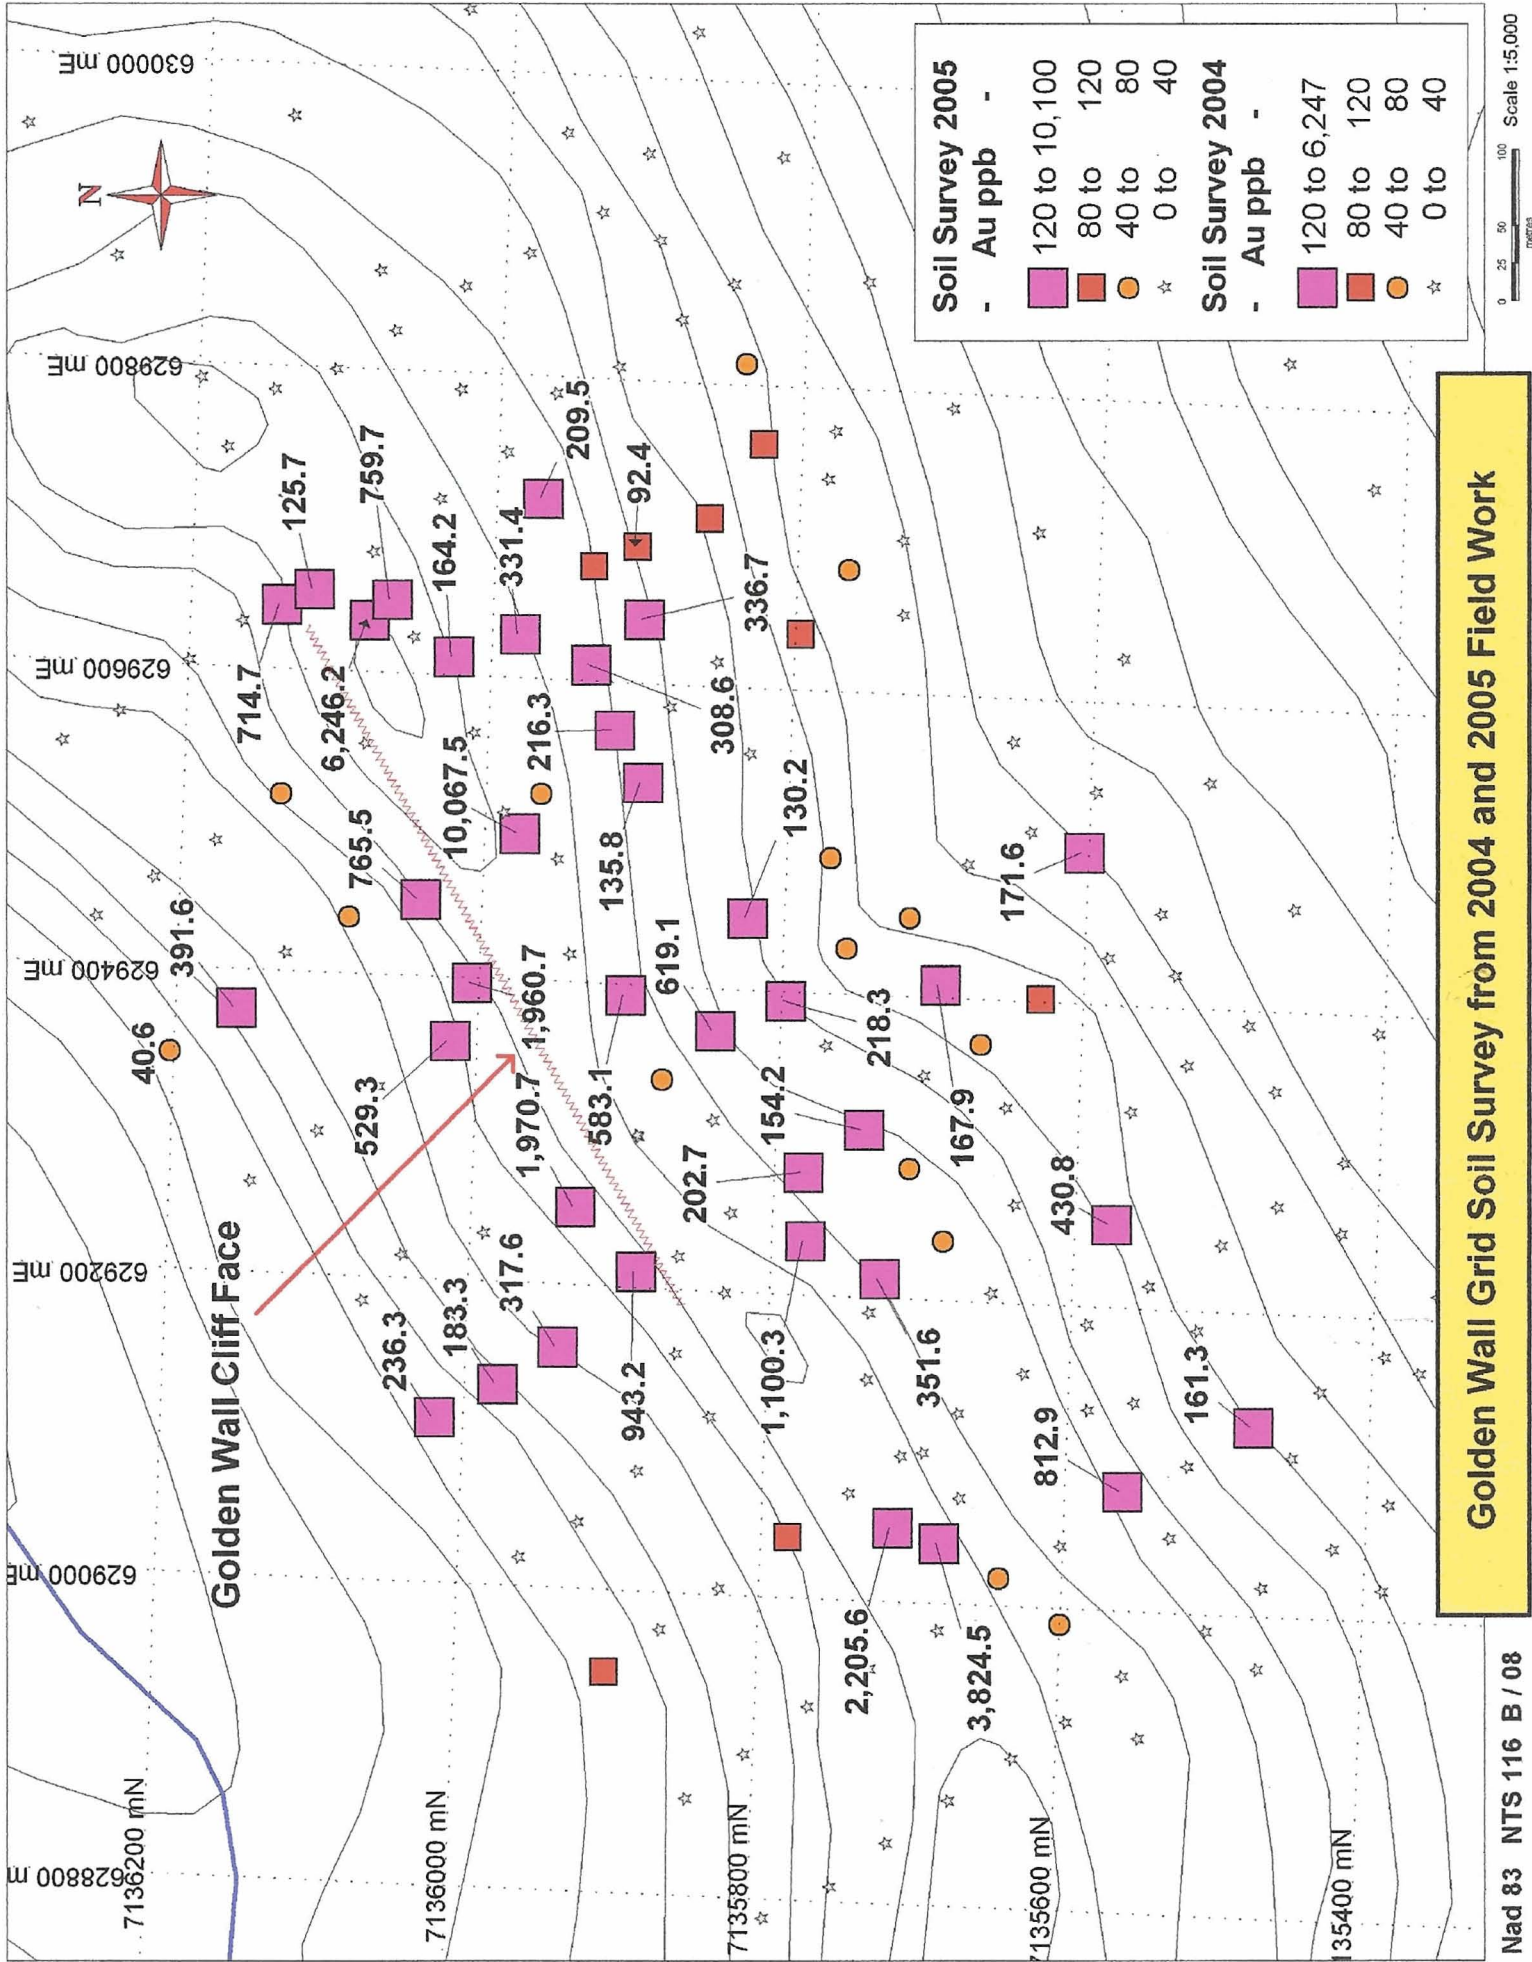 630000 mE
629800 mE
629600 mE
629400 mE
629200 mE
629000 mE
628800 m
7136200 mN
7136000 mN
7135800 mN
7135600 mN
135400 mN
N
Golden Wall Cliff Face
125.7
759.7
714.7
6,246.2
164.2
331.4
209.5
92.4
336.7
308.6
216.3
10,067.5
135.8
130.2
765.5
391.6
40.6
529.3
1,960.7
1,970.7
583.1
619.1
218.3
171.6
154.2
167.9
202.7
430.8
236.3
183.3
317.6
943.2
1,100.3
351.6
161.3
812.9
2,205.6
3,824.5
Soil Survey 2005
- Au ppb -
120 to 10,100
80 to 120
40 to 80
0 to 40
Soil Survey 2004
- Au ppb -
120 to 6,247
80 to 120
40 to 80
0 to 40
Golden Wall Grid Soil Survey from 2004 and 2005 Field Work
Nad 83 NTS 116 B / 08
0 25 50 100
metres
Scale 1:5,000